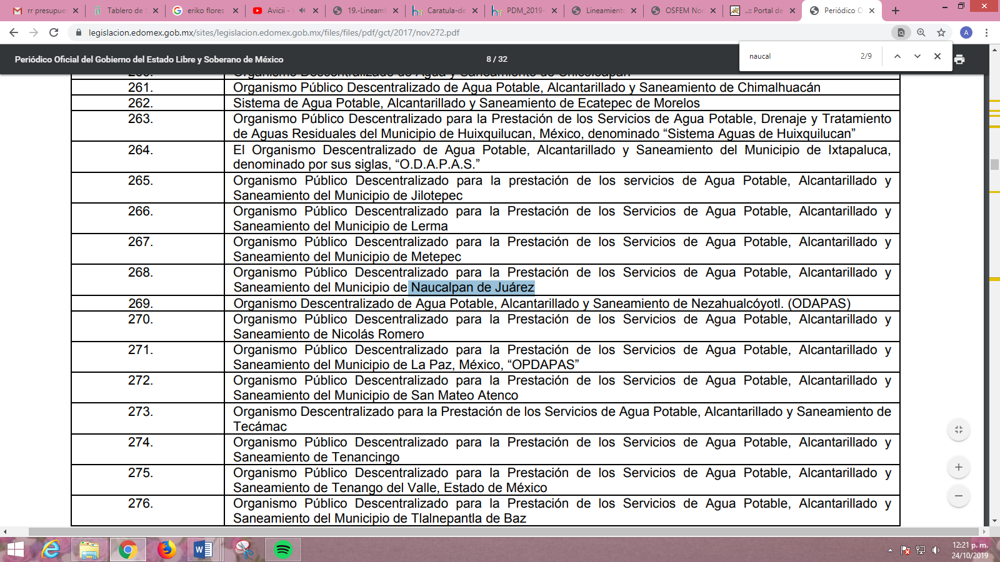 rr presupue
Tablero de S
eriko flores
Avicii -
19.-Lineam
Caratula-de
PDM_2019-
Lineamiento
OSFEM Nor
..:: Portal de
Periódico O
legislacion.edomex.gob.mx/sites/legislacion.edomex.gob.mx/files/files/pdf/gct/2017/nov272.pdf
A
Periódico Oficial del Gobierno del Estado Libre y Soberano de México
8 / 32
naucal
2/9
260. Organismo Descentralizado de Agua y Saneamiento de Chicoloapan
261. Organismo Público Descentralizado de Agua Potable, Alcantarillado y Saneamiento de Chimalhuacán
262. Sistema de Agua Potable, Alcantarillado y Saneamiento de Ecatepec de Morelos
263. Organismo Público Descentralizado para la Prestación de los Servicios de Agua Potable, Drenaje y Tratamiento
de Aguas Residuales del Municipio de Huixquilucan, México, denominado “Sistema Aguas de Huixquilucan”
264. El Organismo Descentralizado de Agua Potable, Alcantarillado y Saneamiento del Municipio de Ixtapaluca,
denominado por sus siglas, “O.D.A.P.A.S.”
265. Organismo Público Descentralizado para la prestación de los servicios de Agua Potable, Alcantarillado y
Saneamiento del Municipio de Jilotepec
266. Organismo Público Descentralizado para la Prestación de los Servicios de Agua Potable, Alcantarillado y
Saneamiento del Municipio de Lerma
267. Organismo Público Descentralizado para la Prestación de los Servicios de Agua Potable, Alcantarillado y
Saneamiento del Municipio de Metepec
268. Organismo Público Descentralizado para la Prestación de los Servicios de Agua Potable, Alcantarillado y
Saneamiento del Municipio de Naucalpan de Juárez
269. Organismo Descentralizado de Agua Potable, Alcantarillado y Saneamiento de Nezahualcóyotl. (ODAPAS)
270. Organismo Público Descentralizado para la Prestación de los Servicios de Agua Potable, Alcantarillado y
Saneamiento de Nicolás Romero
271. Organismo Público Descentralizado para la Prestación de los Servicios de Agua Potable, Alcantarillado y
Saneamiento del Municipio de La Paz, México, “OPDAPAS”
272. Organismo Público Descentralizado para la Prestación de los Servicios de Agua Potable, Alcantarillado y
Saneamiento del Municipio de San Mateo Atenco
273. Organismo Descentralizado para la Prestación de los Servicios de Agua Potable, Alcantarillado y Saneamiento de
Tecámac
274. Organismo Público Descentralizado para la Prestación de los Servicios de Agua Potable, Alcantarillado y
Saneamiento de Tenancingo
275. Organismo Público Descentralizado para la Prestación de los Servicios de Agua Potable, Alcantarillado y
Saneamiento de Tenango del Valle, Estado de México
276. Organismo Público Descentralizado para la Prestación de los Servicios de Agua Potable, Alcantarillado y
Saneamiento del Municipio de Tlalnepantla de Baz
12:21 p. m.
24/10/2019